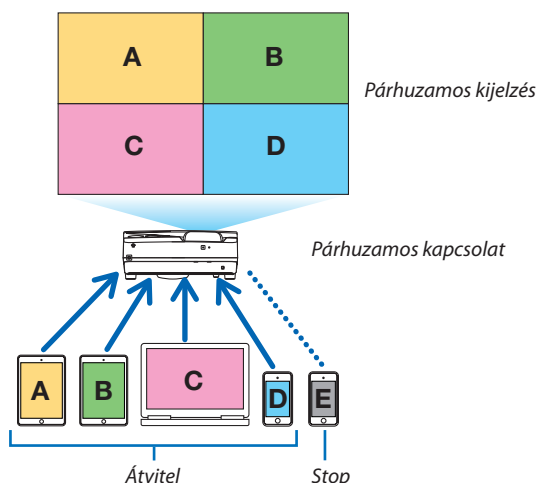 A B
Párhuzamos kijelzés
C D
Párhuzamos kapcsolat
A B C D E
Átvitel Stop